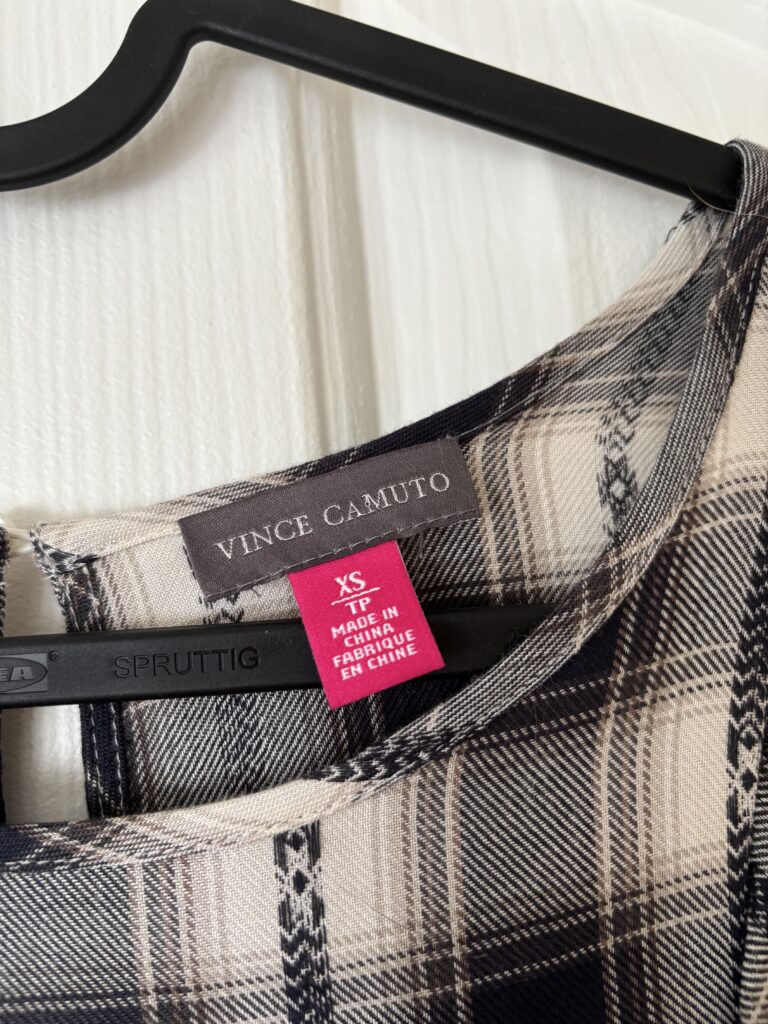 VINCE CAMUTO
XS
TP
MADE IN
CHINA
FABRIQUE
EN CHINE
SPRUTTIG